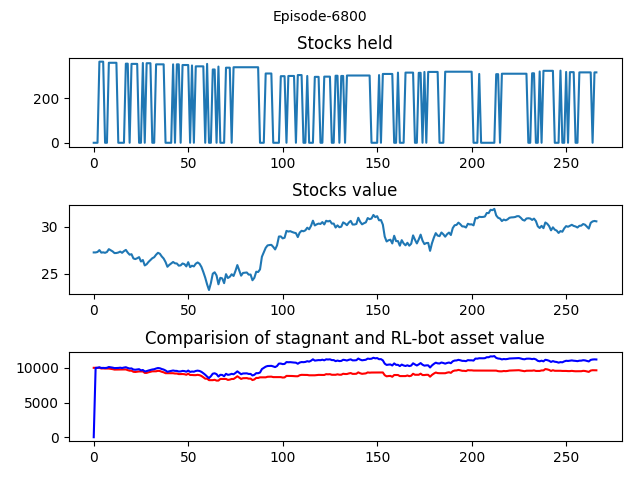 Episode-6800
Stocks held
200
0
0 50 100 150 200 250
Stocks value
30
25
0 50 100 150 200 250
Comparision of stagnant and RL-bot asset value
10000
5000
0
0 50 100 150 200 250